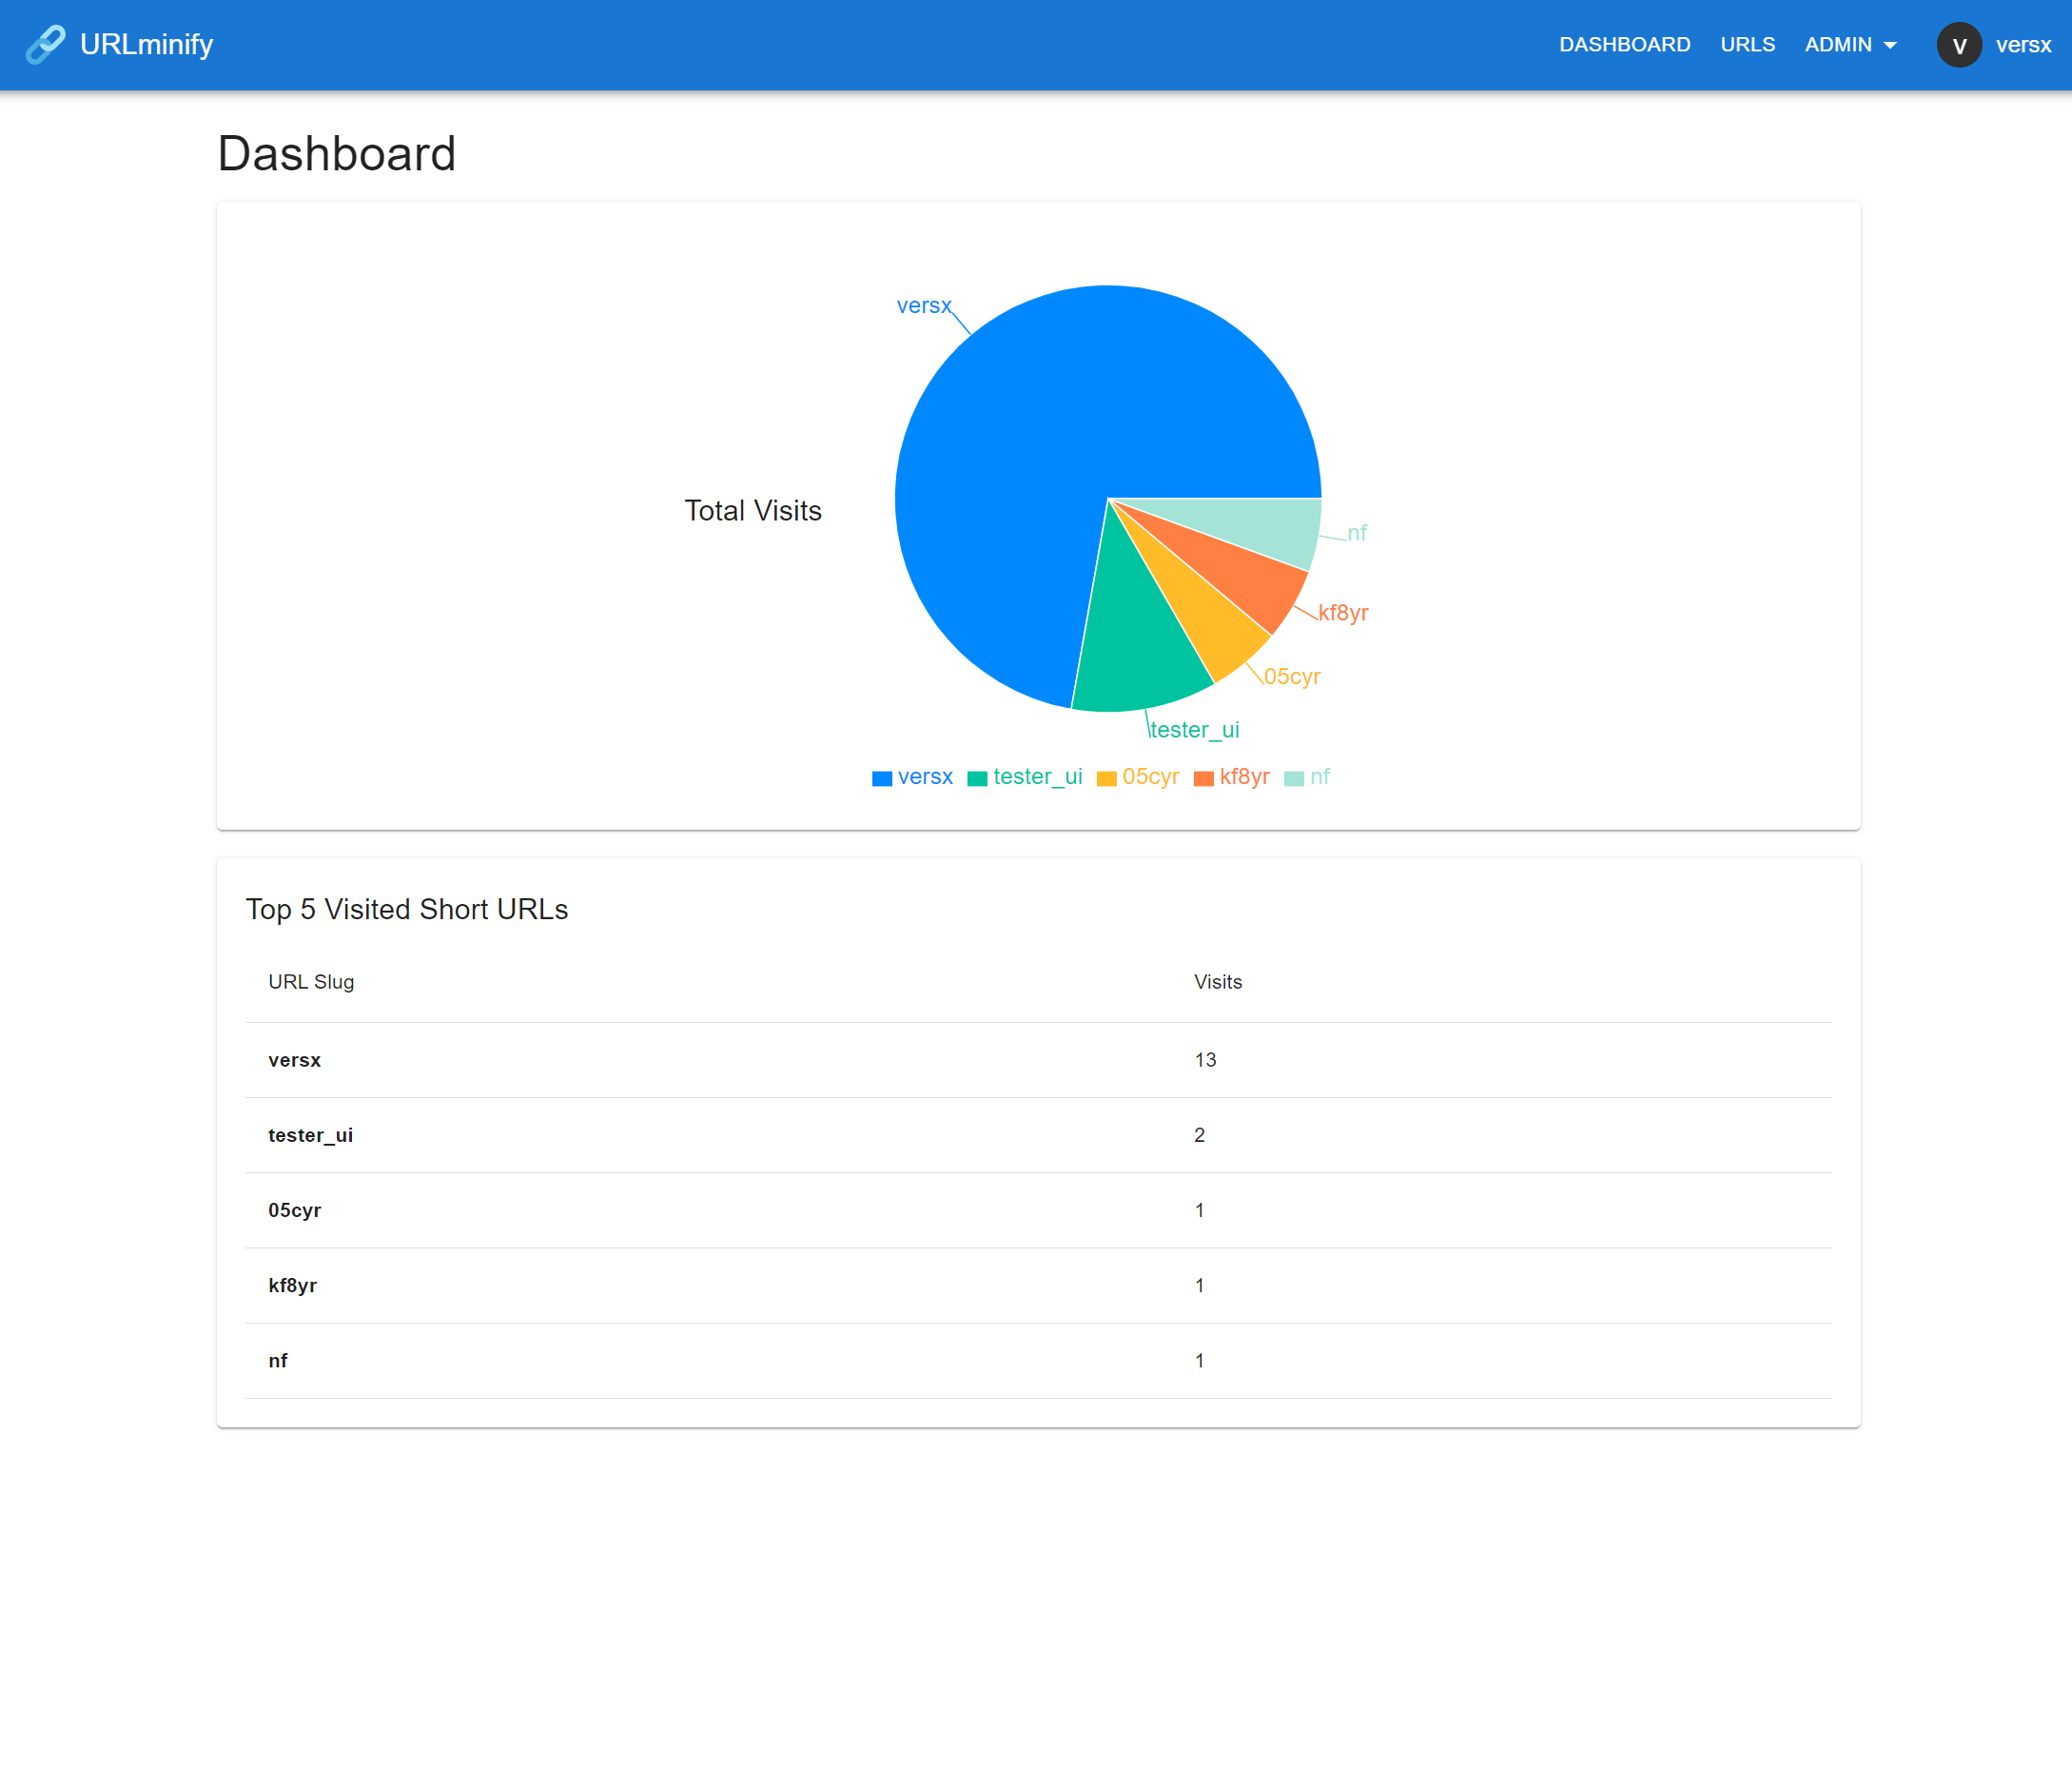 URLminify DASHBOARD URLS ADMIN V versx
Dashboard
versx
Total Visits
nf
kf8yr
05cyr
tester_ui
versx tester_ui 05cyr kf8yr nf
Top 5 Visited Short URLs
URL Slug Visits
versx 13
tester_ui 2
05cyr 1
kf8yr 1
nf 1